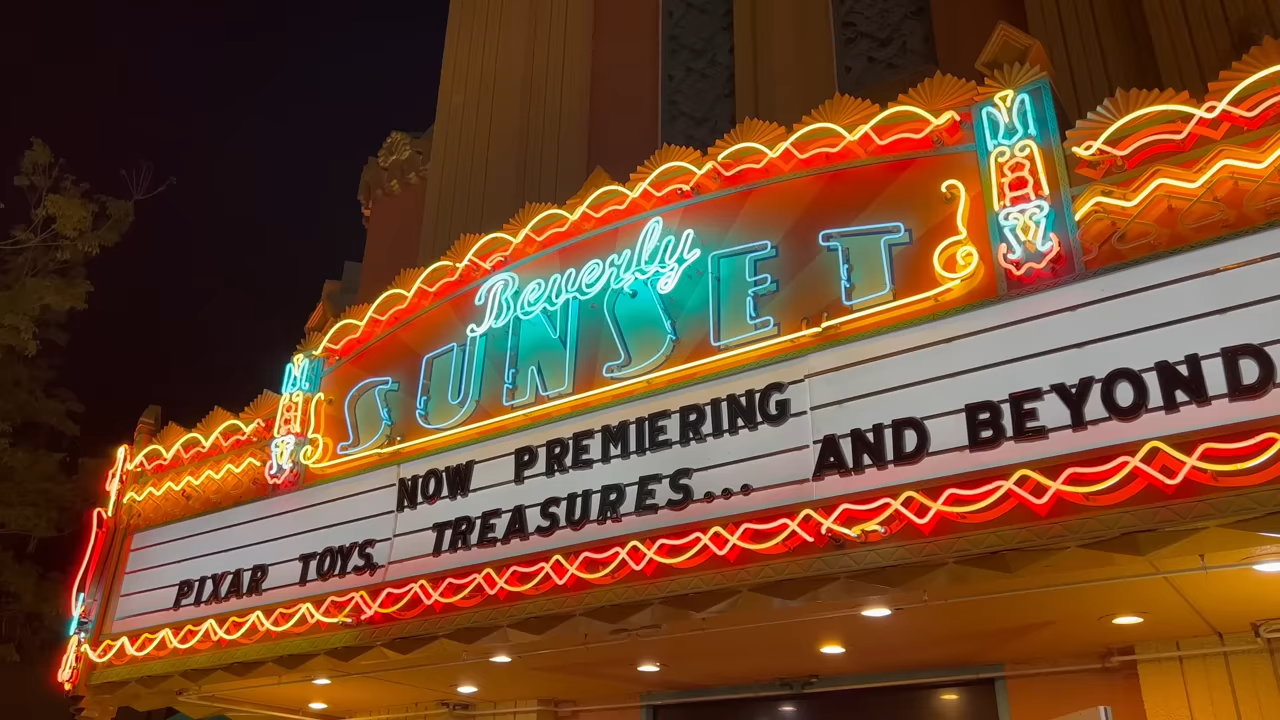 Beverly
SUNSET
NOW PREMIERING
PIXAR TOYS, TREASURES... AND BEYOND